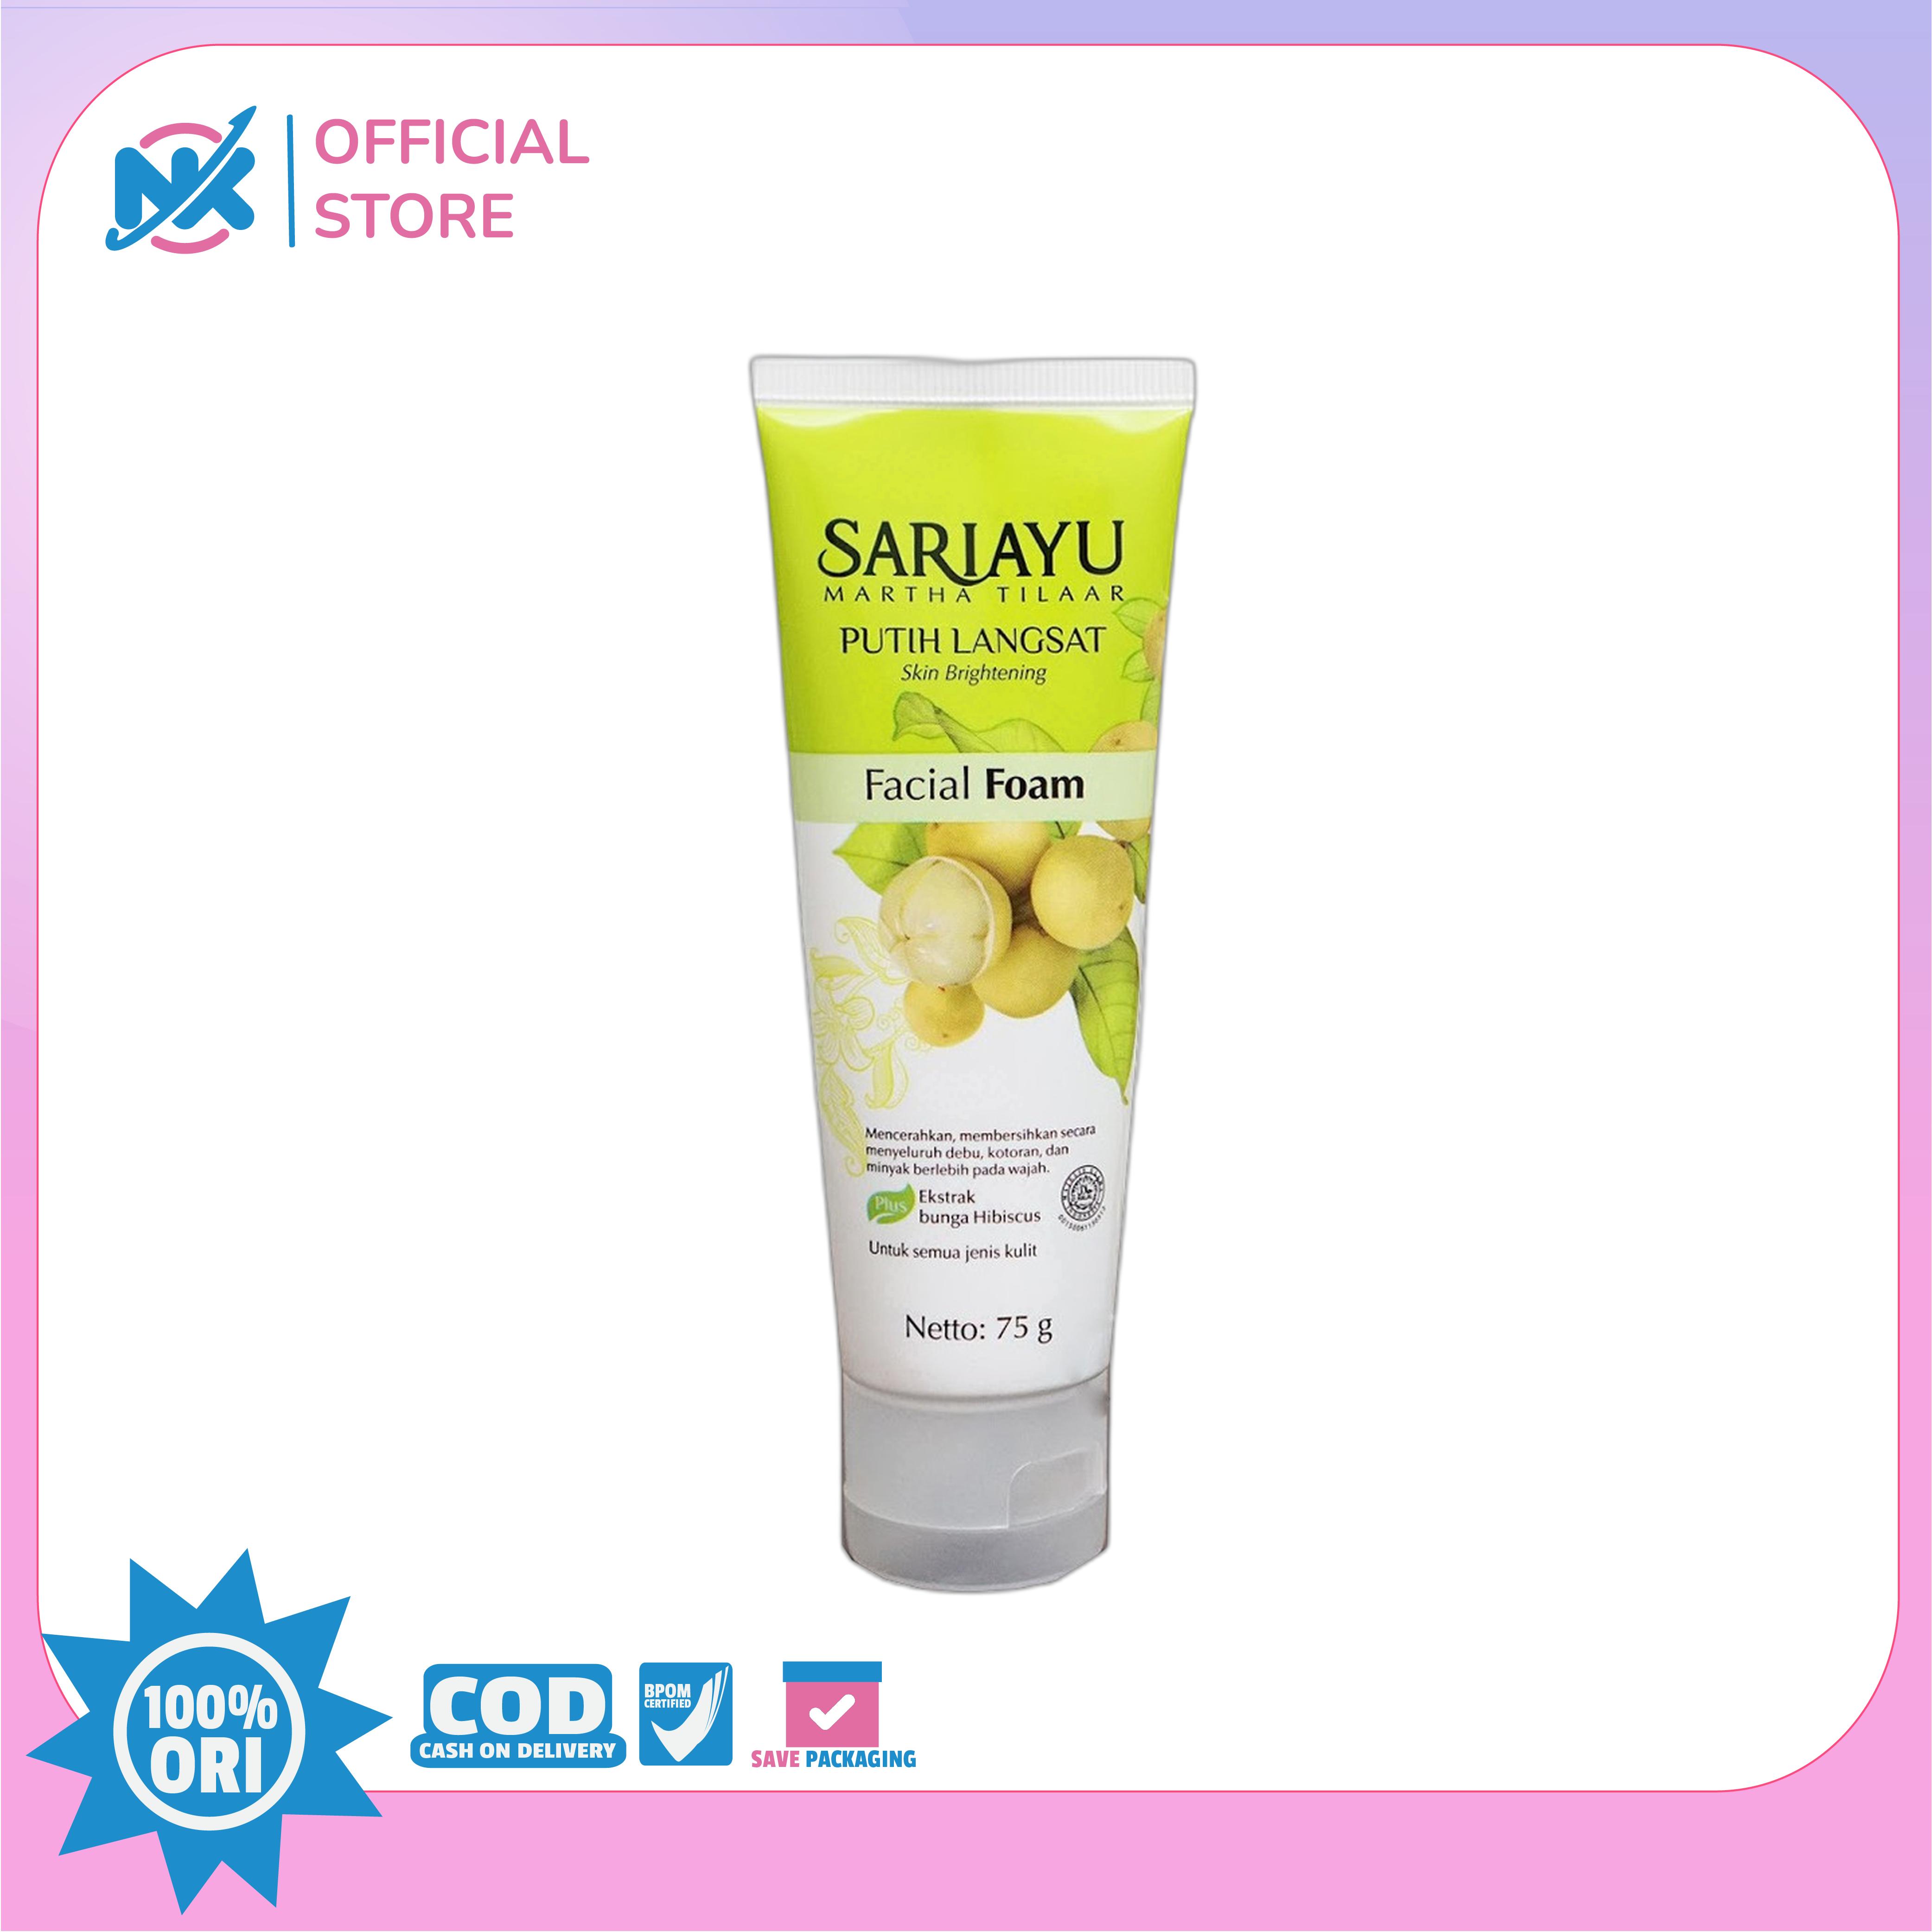 NK
OFFICIAL
STORE
SARIAYU
MARTHA TILAAR
PUTIH LANGSAT
Skin Brightening
Facial Foam
Mencerahkan, membersihkan secara
menyeluruh debu, kotoran, dan
minyak berlebih pada wajah.
Plus
Ekstrak
bunga Hibiscus
Untuk semua jenis kulit
Netto: 75 g
100%
ORI
COD
CASH ON DELIVERY
BPOM
CERTIFIED
SAVE PACKAGING